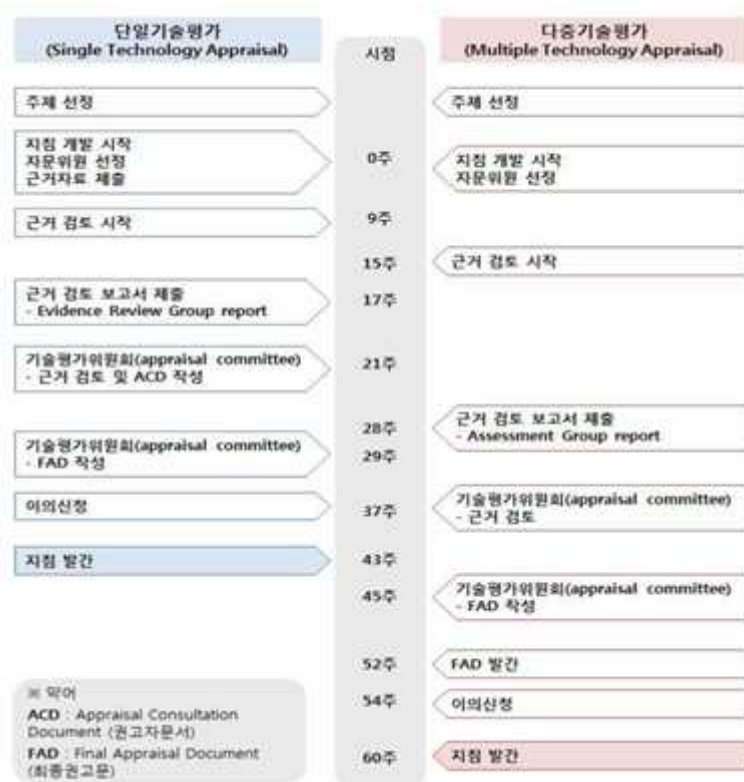 단일기술평가
(Single Technology Appraisal)
시점
다중기술평가
(Multiple Technology Appraisal)
주제 선정
주제 선정
지침 개발 시작
자문위원 선정
근거자료 제출
0주
지침 개발 시작
자문위원 선정
근거 검토 시작
9주
15주
근거 검토 시작
근거 검토 보고서 제출
- Evidence Review Group report
17주
기술평가위원회(appraisal committee)
- 근거 검토 및 ACD 작성
21주
28주
근거 검토 보고서 제출
- Assessment Group report
기술평가위원회(appraisal committee)
- FAD 작성
29주
이의신청
37주
기술평가위원회(appraisal committee)
- 근거 검토
지침 발간
43주
45주
기술평가위원회(appraisal committee)
- FAD 작성
52주
FAD 발간
54주
이의신청
60주
지침 발간
※ 약어
ACD : Appraisal Consultation
Document (권고자문서)
FAD : Final Appraisal Document
(최종권고문)